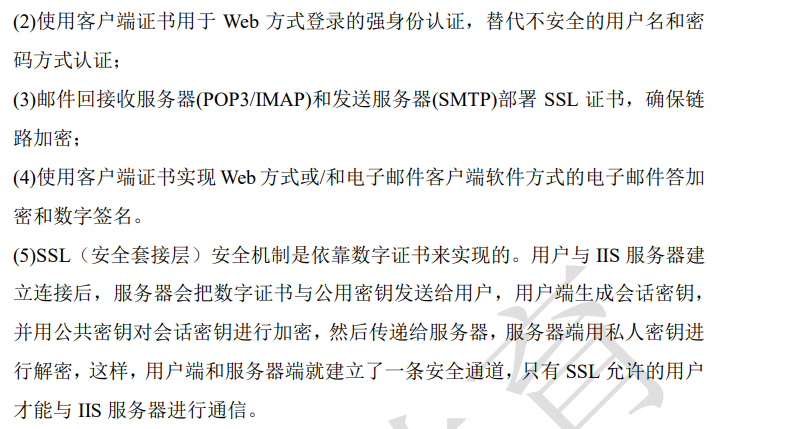 (2)使用客户端证书用于 Web 方式登录的强身份认证，替代不安全的用户名和密
码方式认证；
(3)邮件回接收服务器(POP3/IMAP)和发送服务器(SMTP)部署 SSL 证书，确保链
路加密；
(4)使用客户端证书实现 Web 方式或/和电子邮件客户端软件方式的电子邮件答加
密和数字签名。
(5)SSL（安全套接层）安全机制是依靠数字证书来实现的。用户与 IIS 服务器建
立连接后，服务器会把数字证书与公用密钥发送给用户，用户端生成会话密钥，
并用公共密钥对会话密钥进行加密，然后传递给服务器，服务器端用私人密钥进
行解密，这样，用户端和服务器端就建立了一条安全通道，只有 SSL 允许的用户
才能与 IIS 服务器进行通信。